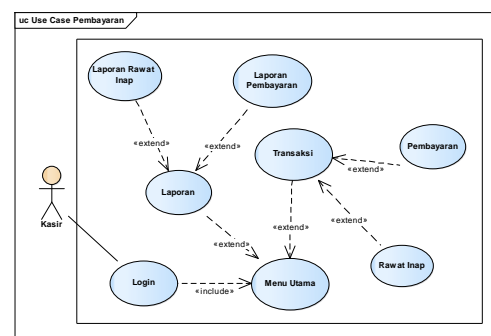 uc Use Case Pembayaran
Laporan Rawat
Inap
Laporan
Pembayaran
«extend»
«extend»
Transaksi
Pembayaran
«extend»
Laporan
Kasir
«extend»
«extend»
«extend»
Login
«include»
Menu Utama
Rawat Inap